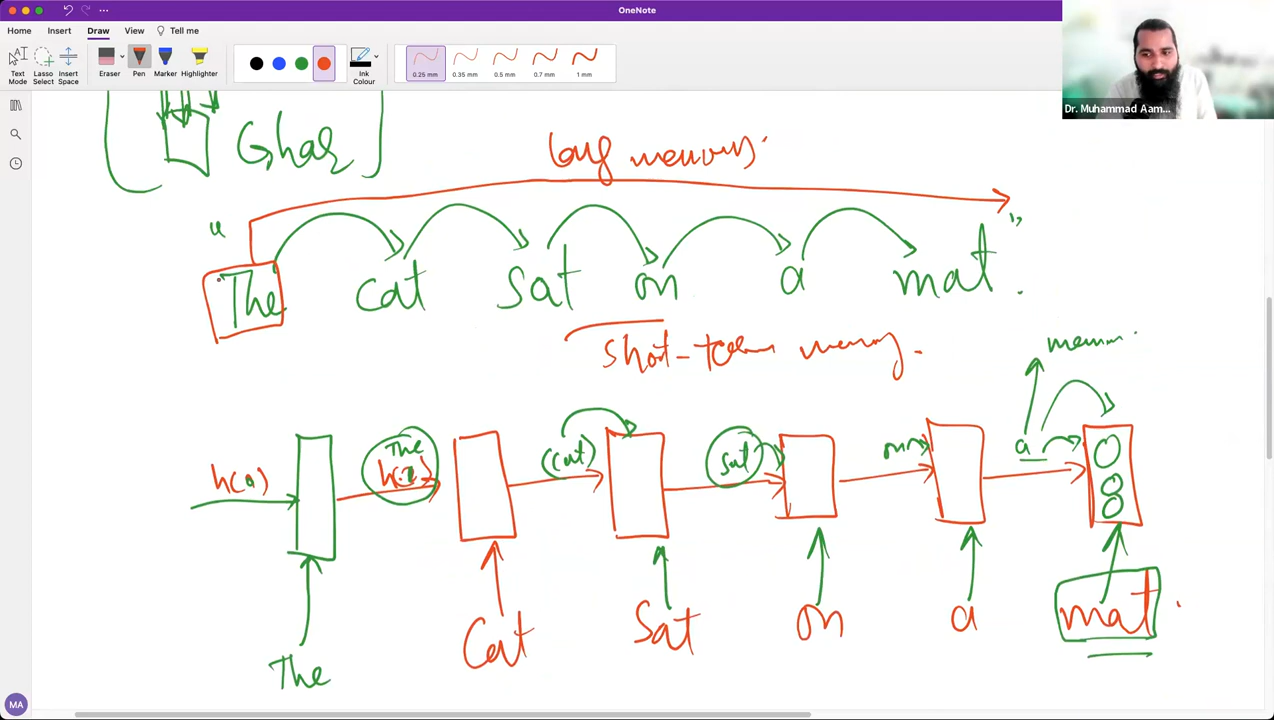 OneNote
Home Insert Draw View Tell me
Text Mode Lasso Select Insert Space Eraser Pen Marker Highlighter Ink Colour 0.25 mm 0.35 mm 0.5 mm 0.7 mm 1 mm
Dr. Muhammad Aam...
Ghar
long memory
"The cat sat on a mat".
short-term memory.
a
h(0) The (cat) sat
The Cat Sat on a mat.
MA